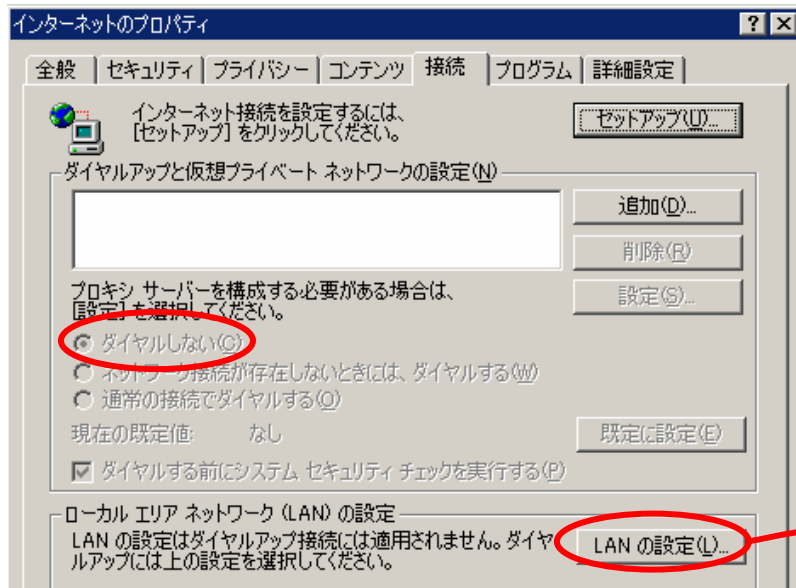 インターネットのプロパティ
? ×
全般 セキュリティ プライバシー コンテンツ 接続 プログラム 詳細設定
インターネット接続を設定するには、
[セットアップ] をクリックしてください。
セットアップ(U)...
ダイヤルアップと仮想プライベート ネットワークの設定(N)
追加(D)...
削除(R)
プロキシ サーバーを構成する必要がある場合は、
[設定] を選択してください。
設定(S)...
ダイヤルしない(C)
ネットワーク接続が存在しないときには、ダイヤルする(W)
通常の接続でダイヤルする(O)
現在の既定値: なし
既定に設定(E)
ダイヤルする前にシステム セキュリティ チェックを実行する(P)
ローカル エリア ネットワーク (LAN) の設定
LAN の設定はダイヤルアップ接続には適用されません。ダイヤ
ルアップには上の設定を選択してください。
LAN の設定(L)...